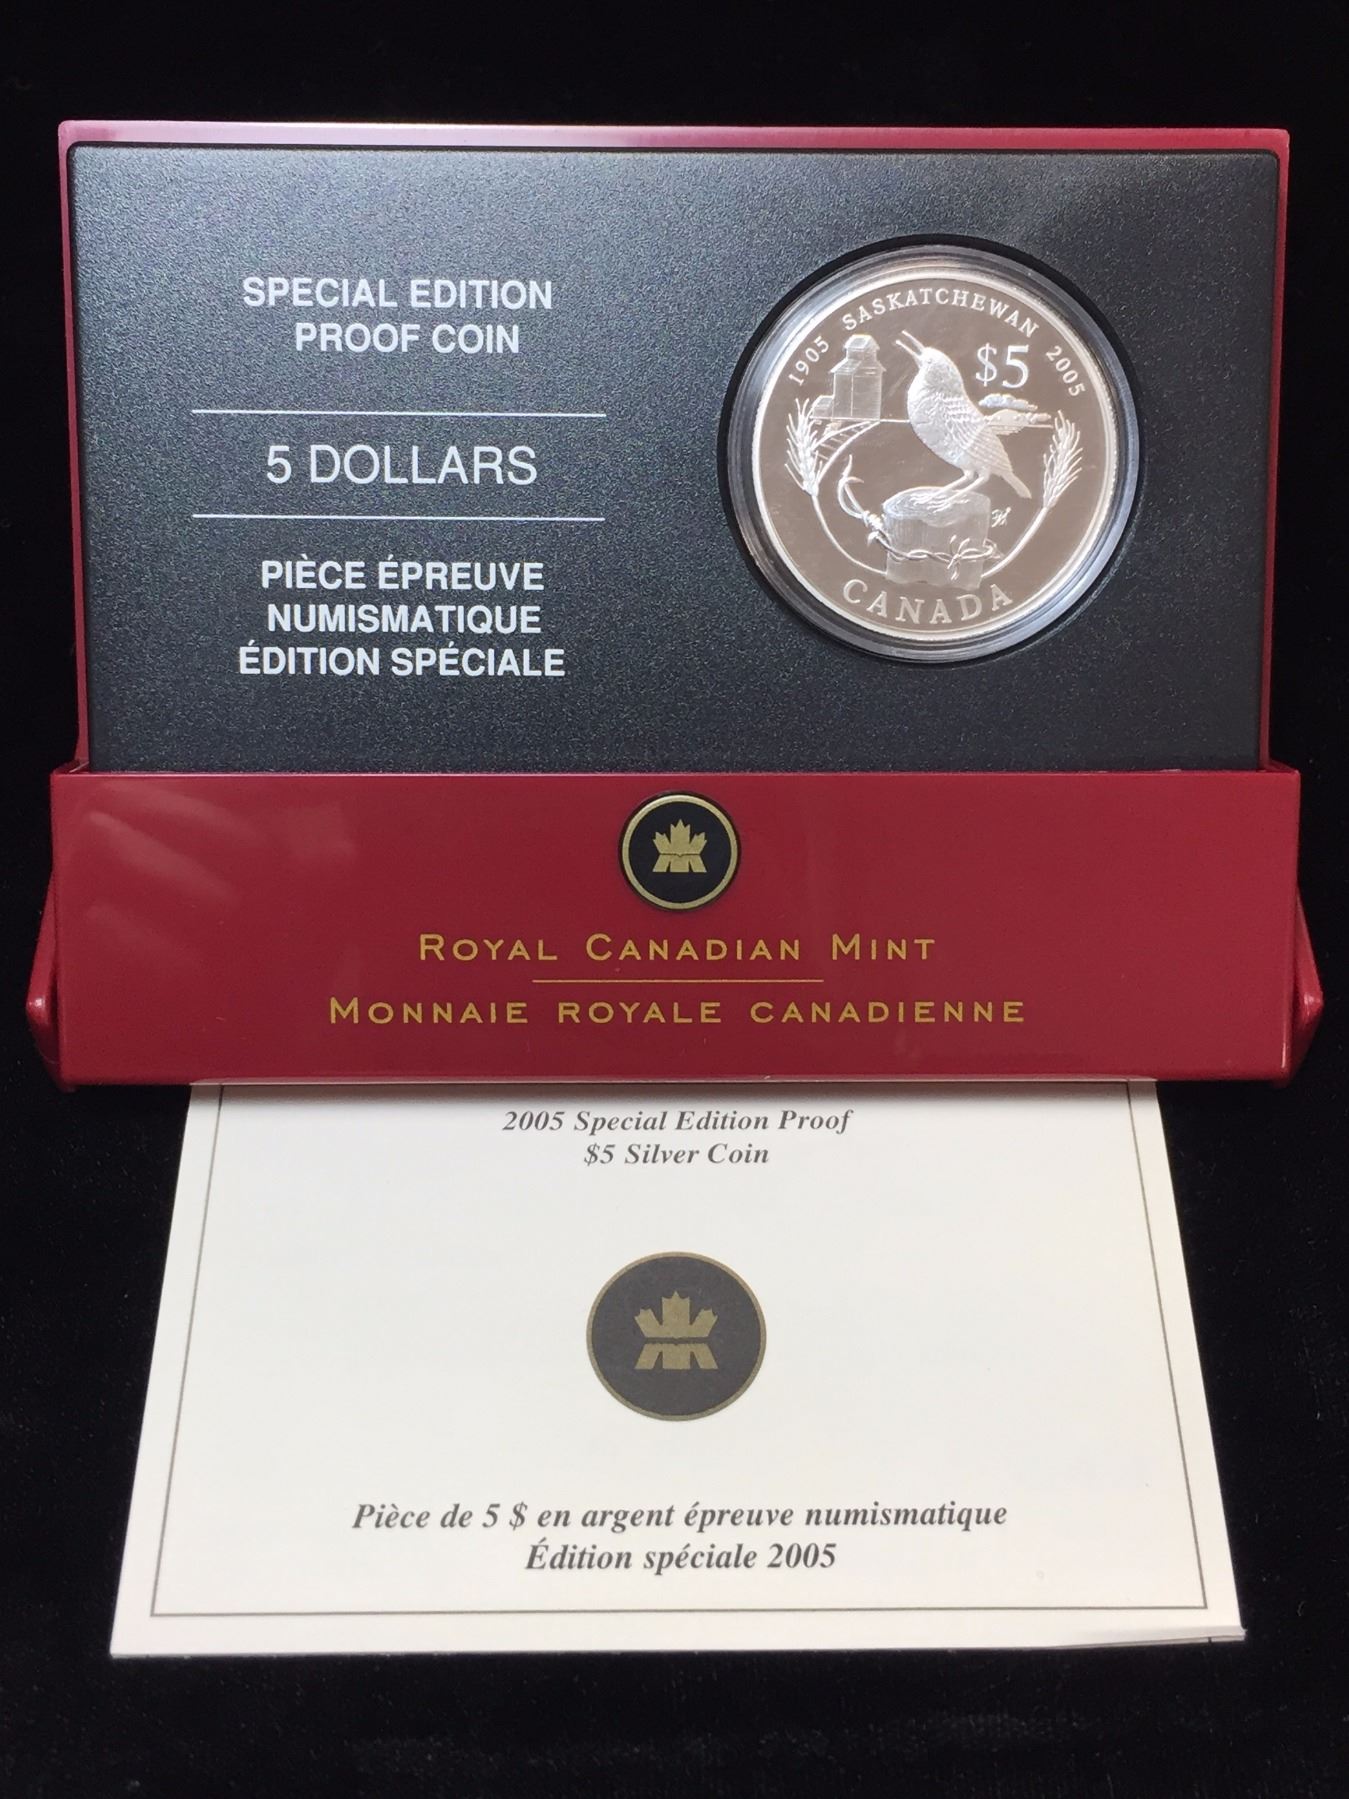 SPECIAL EDITION
PROOF COIN
5 DOLLARS
PIÈCE ÉPREUVE
NUMISMATIQUE
ÉDITION SPÉCIALE
1905 SASKATCHEWAN 2005
$5
CANADA
ROYAL CANADIAN MINT
MONNAIE ROYALE CANADIENNE
2005 Special Edition Proof
$5 Silver Coin
Pièce de 5 $ en argent épreuve numismatique
Édition spéciale 2005